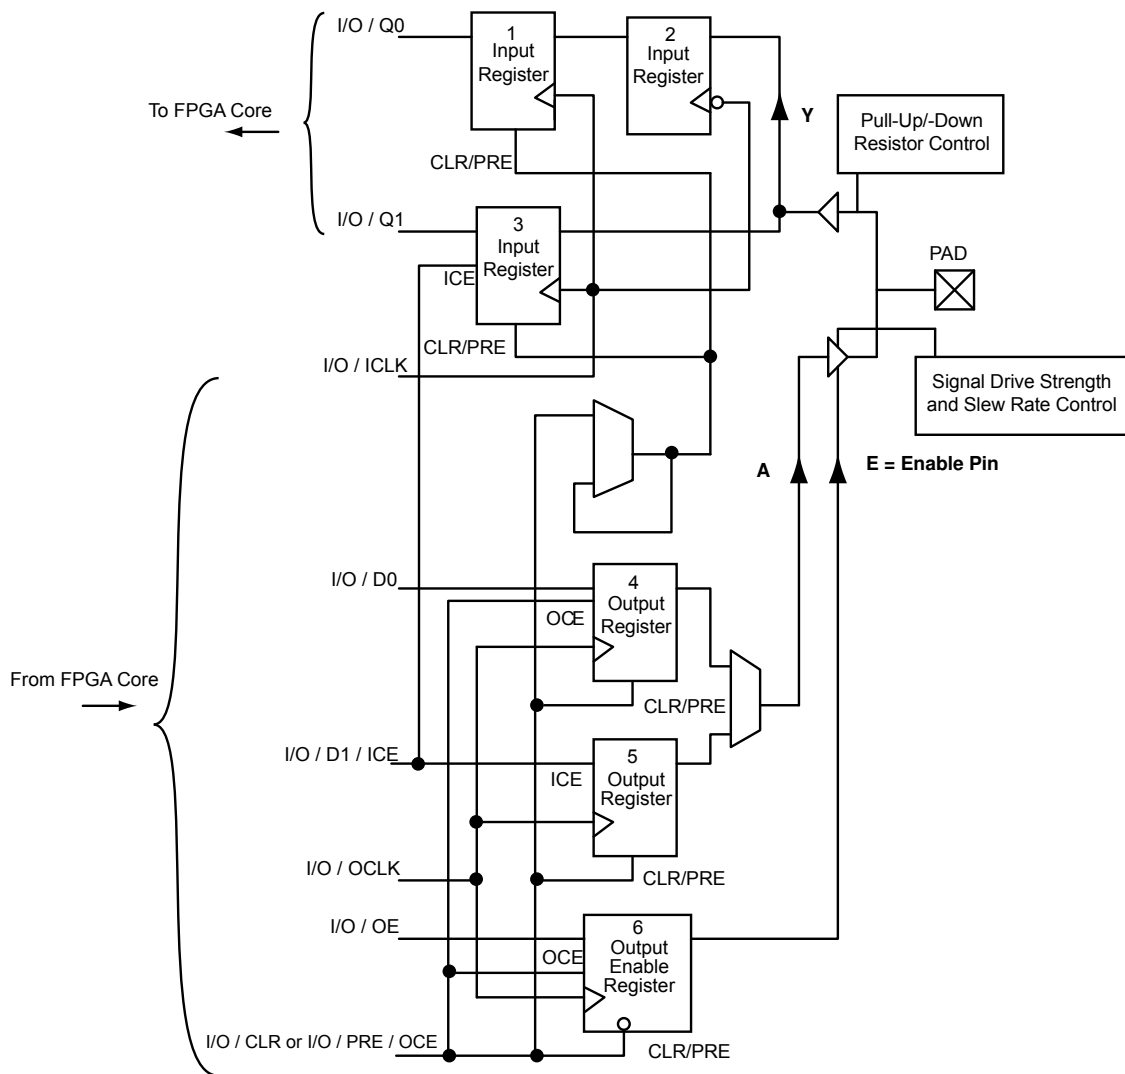 I/O / Q0
1
Input
Register
2
Input
Register
To FPGA Core
Y
Pull-Up/-Down
Resistor Control
CLR/PRE
I/O / Q1
3
Input
Register
ICE
PAD
CLR/PRE
I/O / ICLK
Signal Drive Strength
and Slew Rate Control
A
E = Enable Pin
I/O / D0
4
Output
Register
OCE
From FPGA Core
CLR/PRE
I/O / D1 / ICE
5
Output
Register
ICE
I/O / OCLK
CLR/PRE
I/O / OE
6
Output
Enable
Register
OCE
I/O / CLR or I/O / PRE / OCE
CLR/PRE